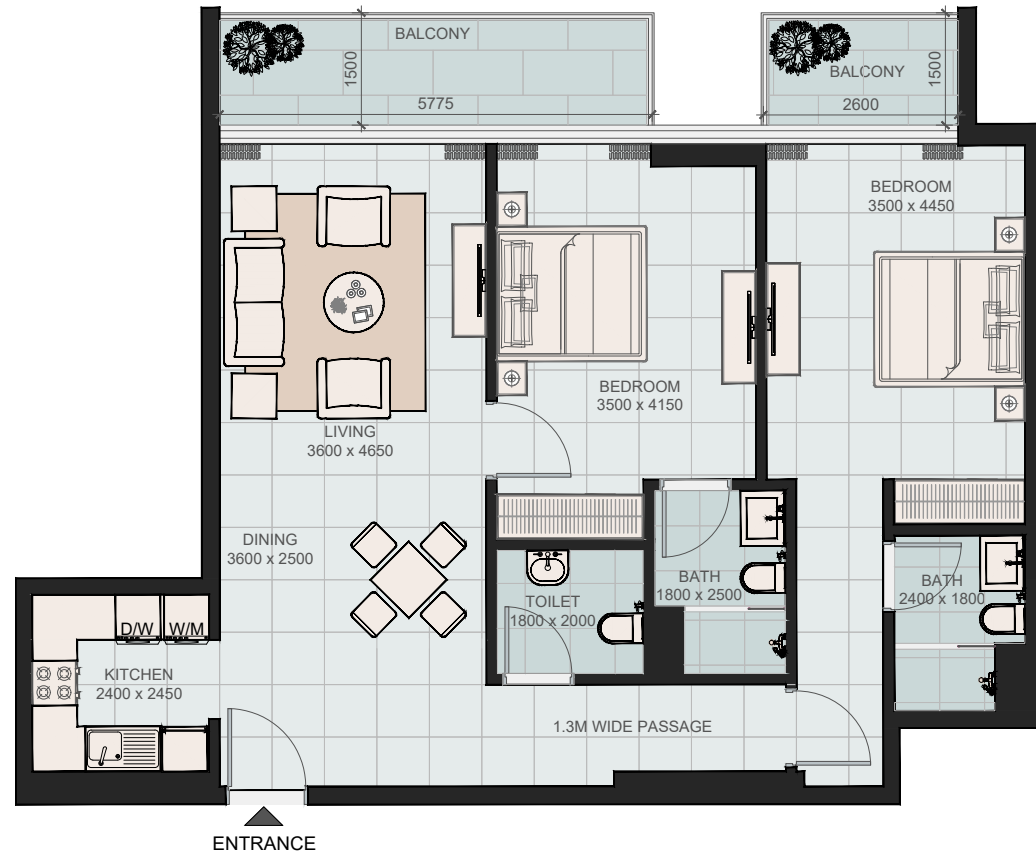 BALCONY
1500
5775
BALCONY
1500
2600
BEDROOM
3500 x 4450
BEDROOM
3500 x 4150
LIVING
3600 x 4650
DINING
3600 x 2500
BATH
1800 x 2500
BATH
2400 x 1800
TOILET
1800 x 2000
D/W
W/M
KITCHEN
2400 x 2450
1.3M WIDE PASSAGE
ENTRANCE